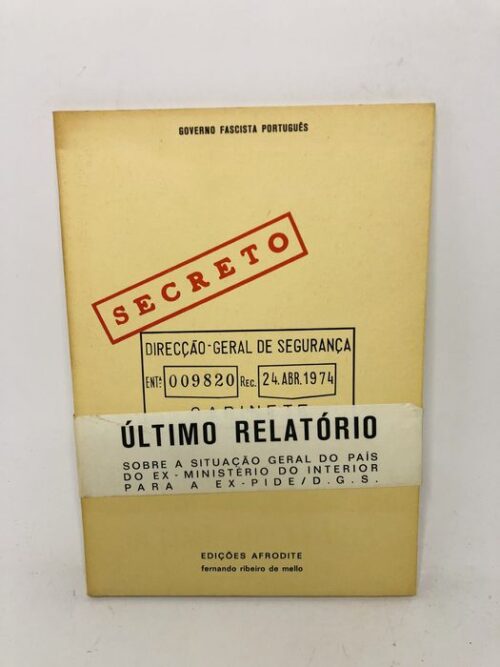 GOVERNO FASCISTA PORTUGUÊS
SECRETO
DIRECÇÃO-GERAL DE SEGURANÇA
ENTª 009820 REC. 24.ABR.1974
GABINETE
ÚLTIMO RELATÓRIO
SOBRE A SITUAÇÃO GERAL DO PAÍS
DO EX-MINISTÉRIO DO INTERIOR
PARA A EX-PIDE/D.G.S.
EDIÇÕES AFRODITE
fernando ribeiro de mello